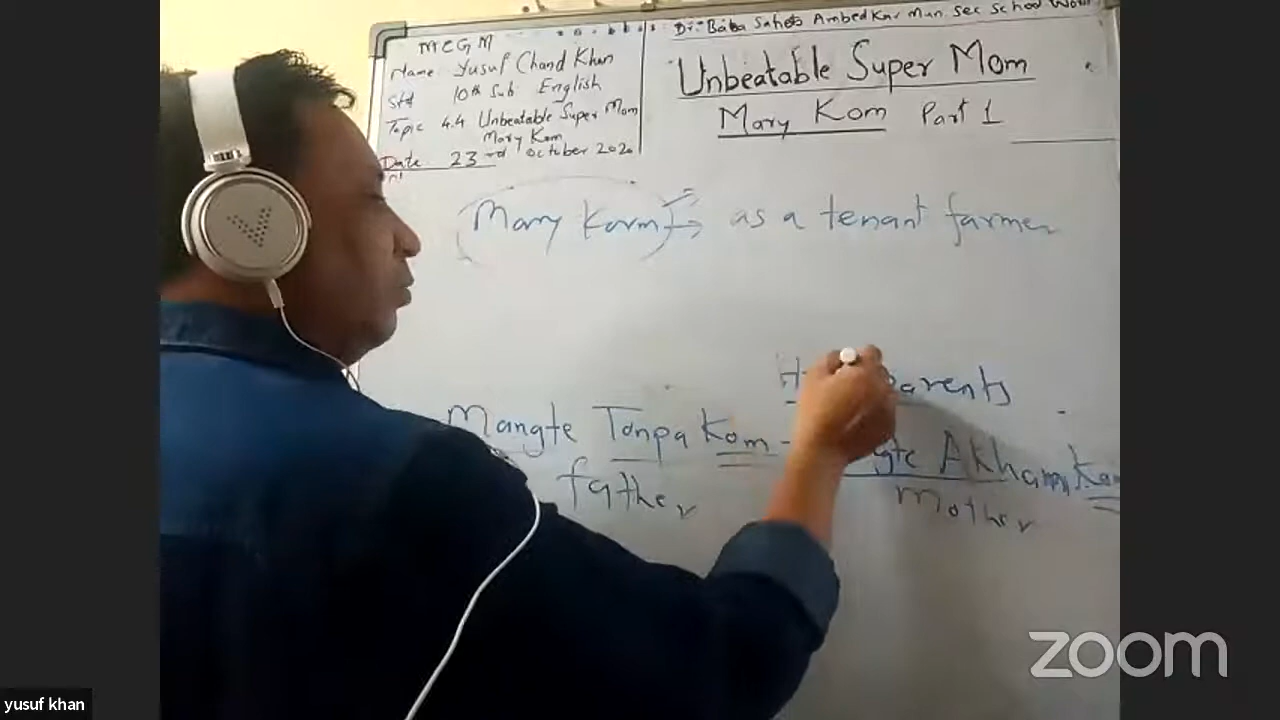 Dr. Baba Saheb Ambedkar Mun. Sec School
MCGM
Name Yusuf Chand Khan
Std 10th Sub English
Topic 4.4 Unbeatable Super Mom
Mary Kom
Date 23rd October 2020
Unbeatable Super Mom
Mary Kom Part 1
Mary Kom → as a tenant farmer
parents
Mangte Tonpa Kom - Akham Kom
father
Mother
zoom
yusuf khan